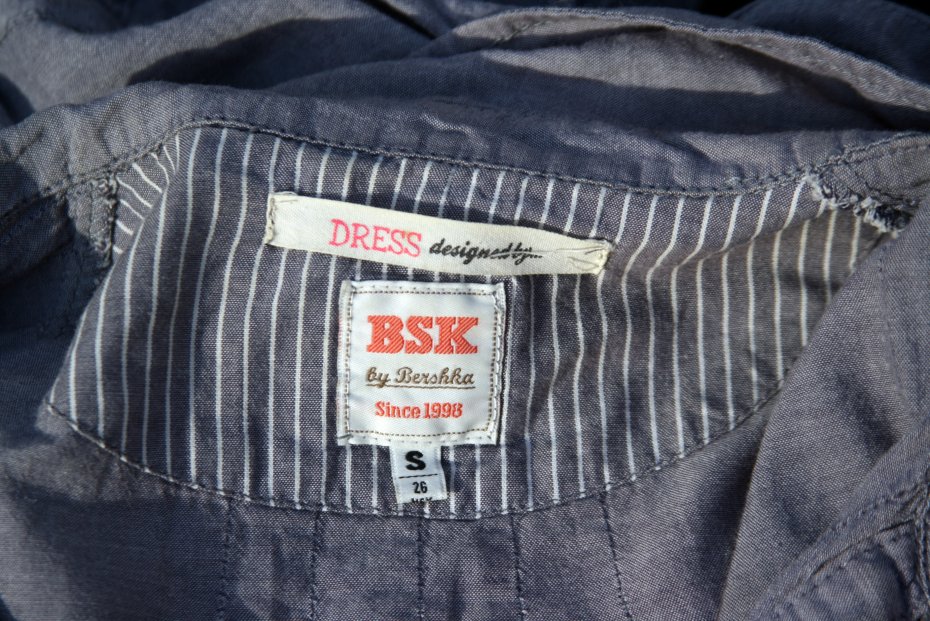 DRESS designed by...
BSK
by Bershka
Since 1998
S
26